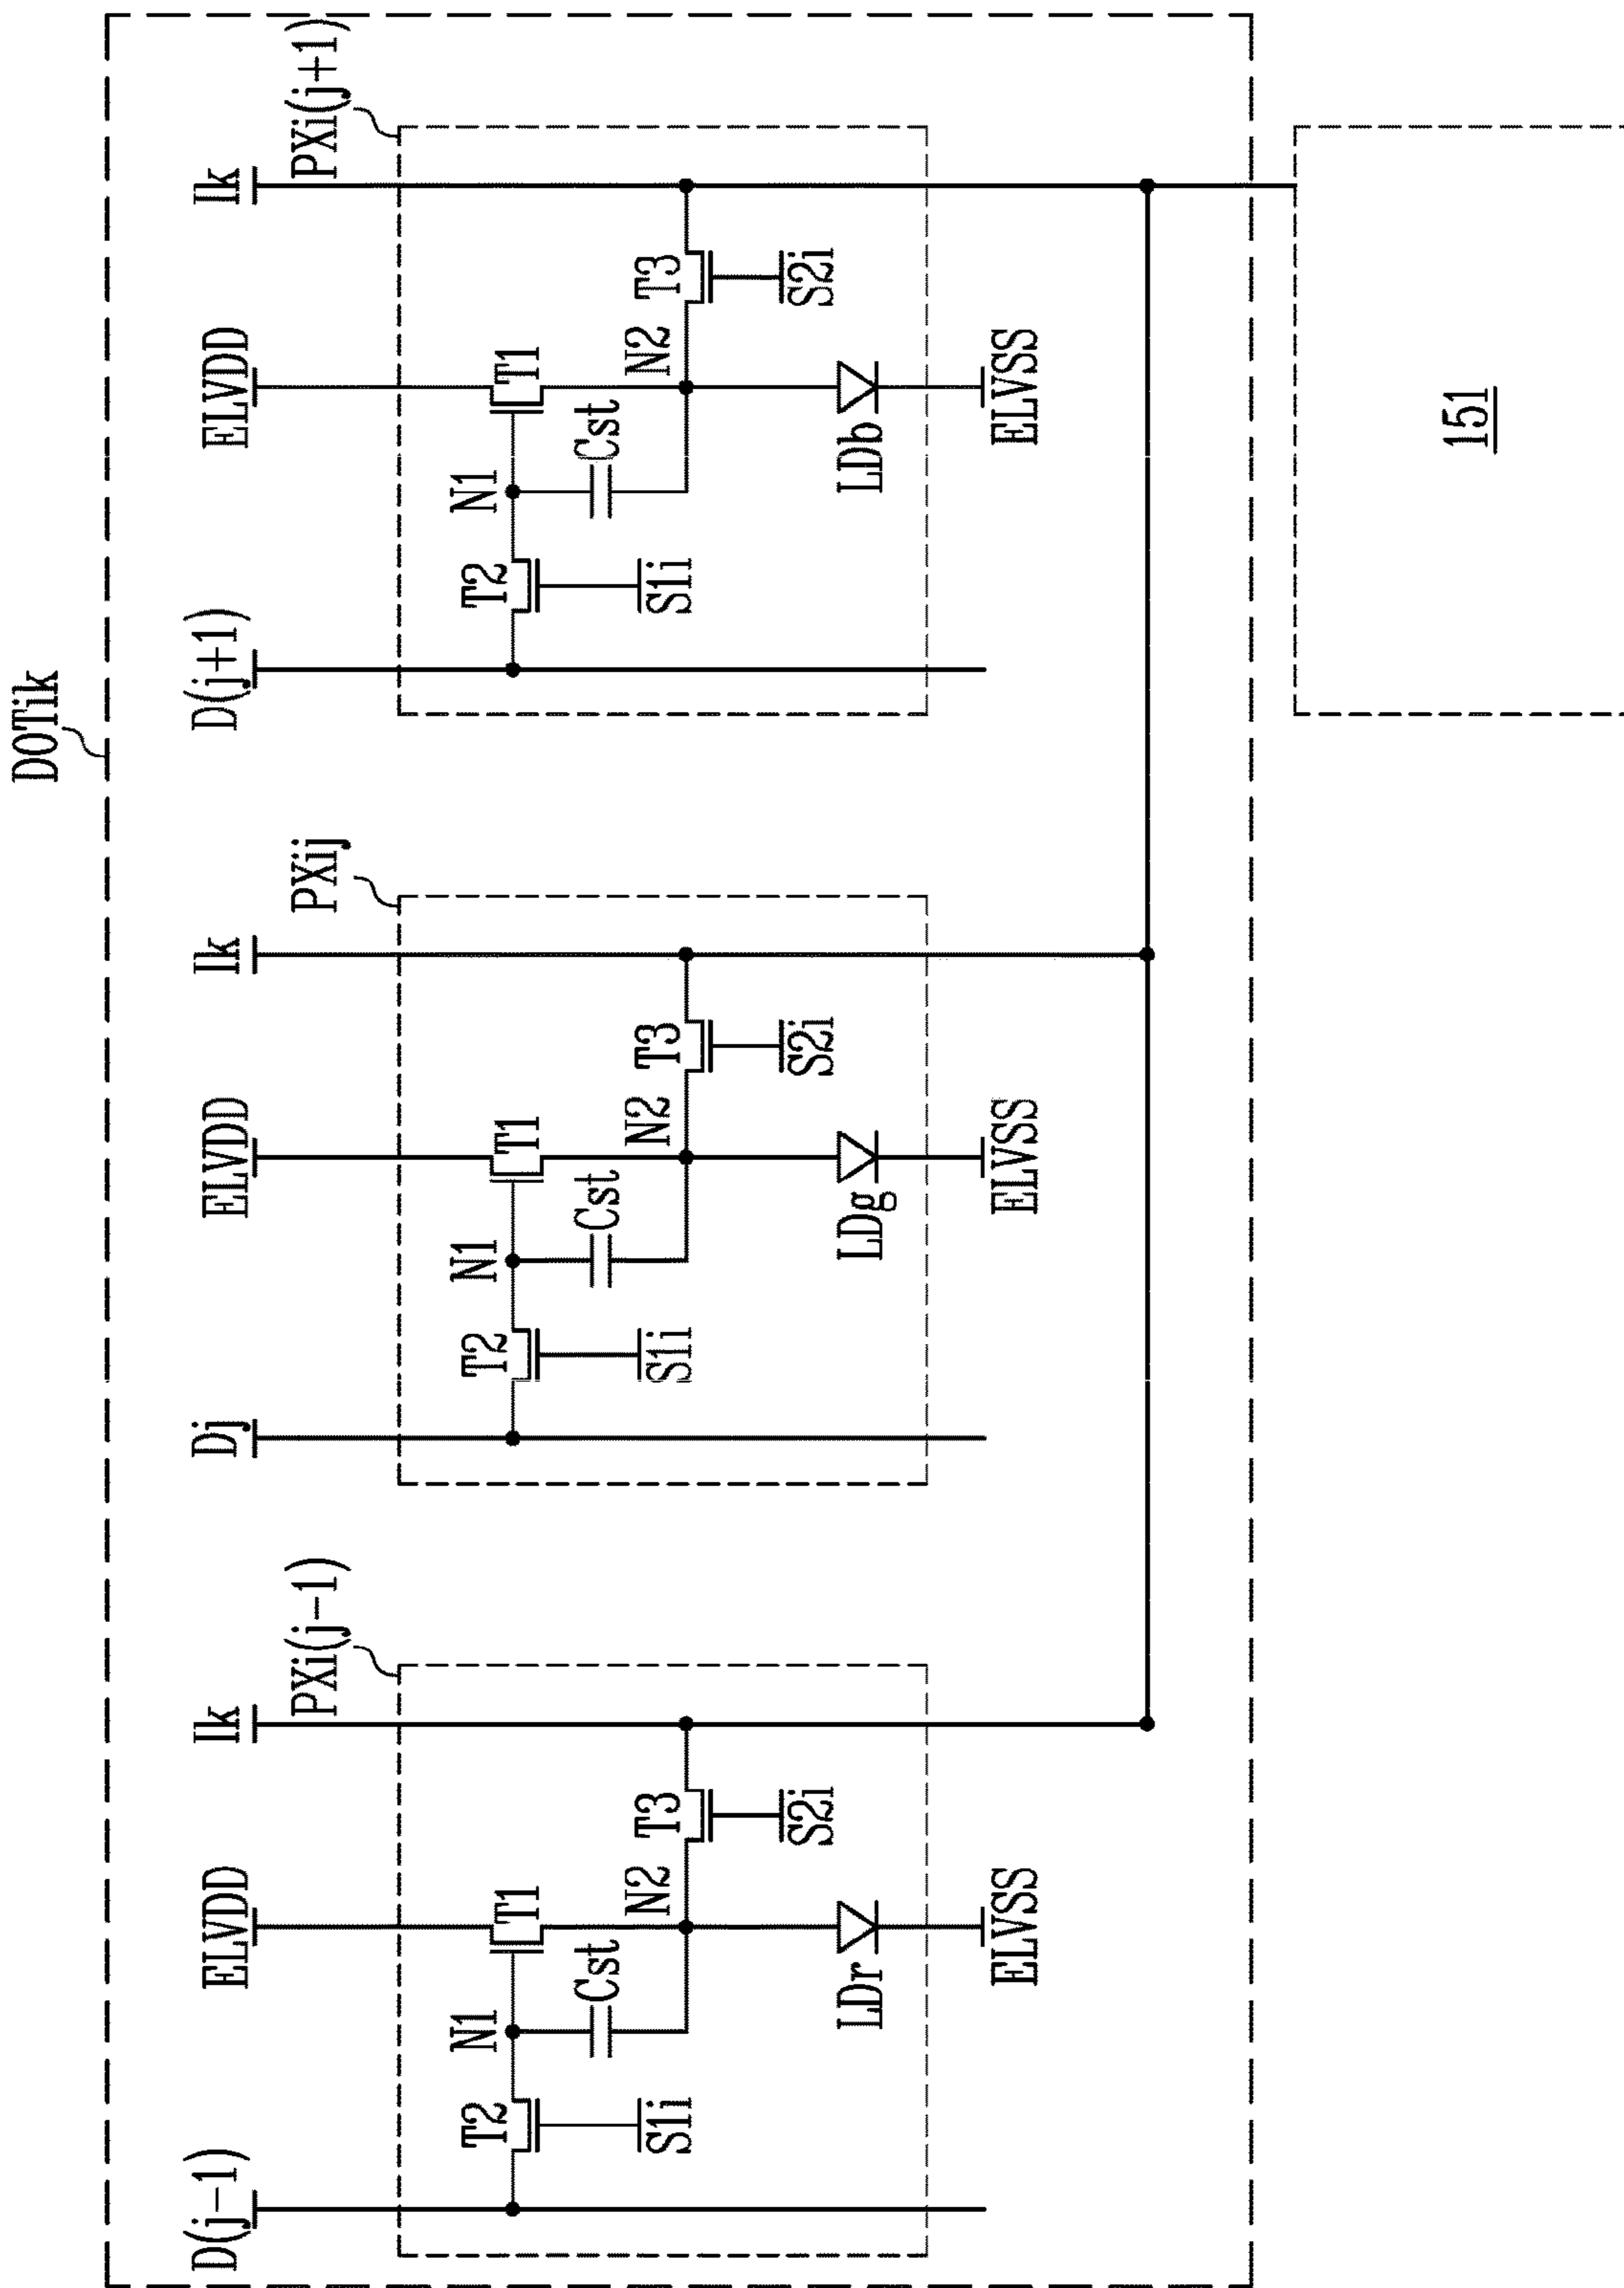 DOTik
D(j-1)
ELVDD
Ik
PXi(j-1)
T2
N1
T1
Cst
S1i
N2
T3
S2i
LDr
ELVSS
Dj
ELVDD
Ik
PXij
T2
N1
T1
Cst
S1i
N2
T3
S2i
LDg
ELVSS
D(j+1)
ELVDD
Ik
PXi(j+1)
T2
N1
T1
Cst
S1i
N2
T3
S2i
LDb
ELVSS
151